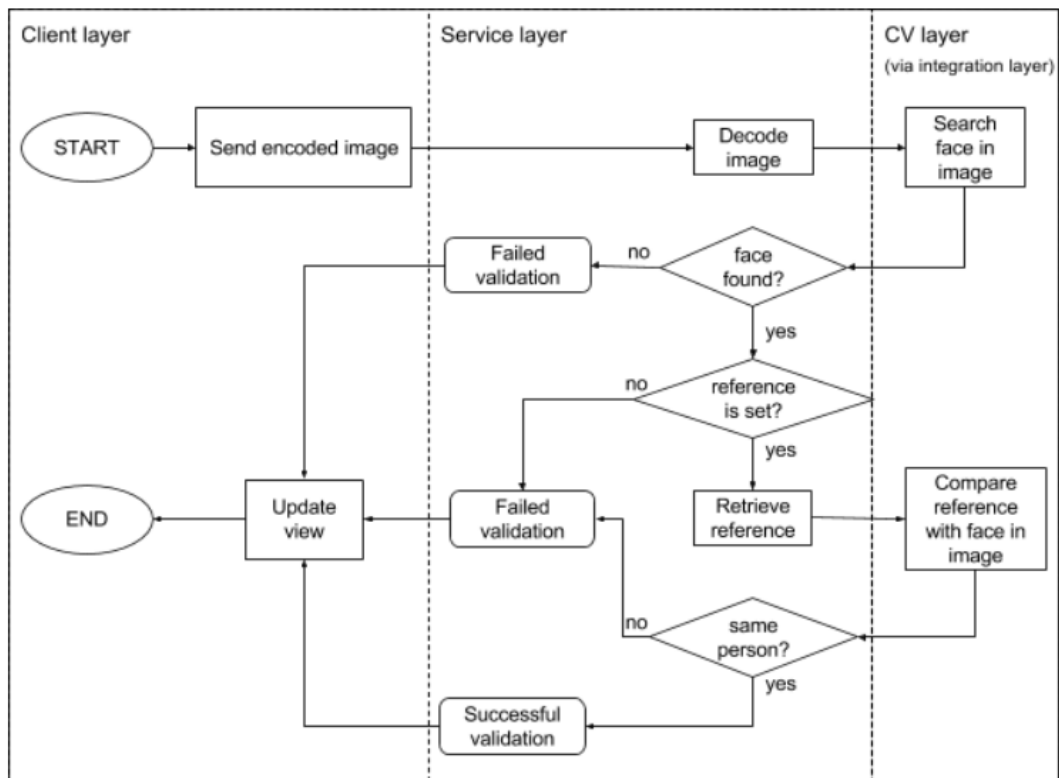 Client layer
Service layer
CV layer
(via integration layer)
START
Send encoded image
Decode
image
Search
face in
image
Failed
validation
no
face
found?
yes
no
reference
is set?
yes
END
Update
view
Failed
validation
Retrieve
reference
Compare
reference
with face in
image
no
same
person?
yes
Successful
validation